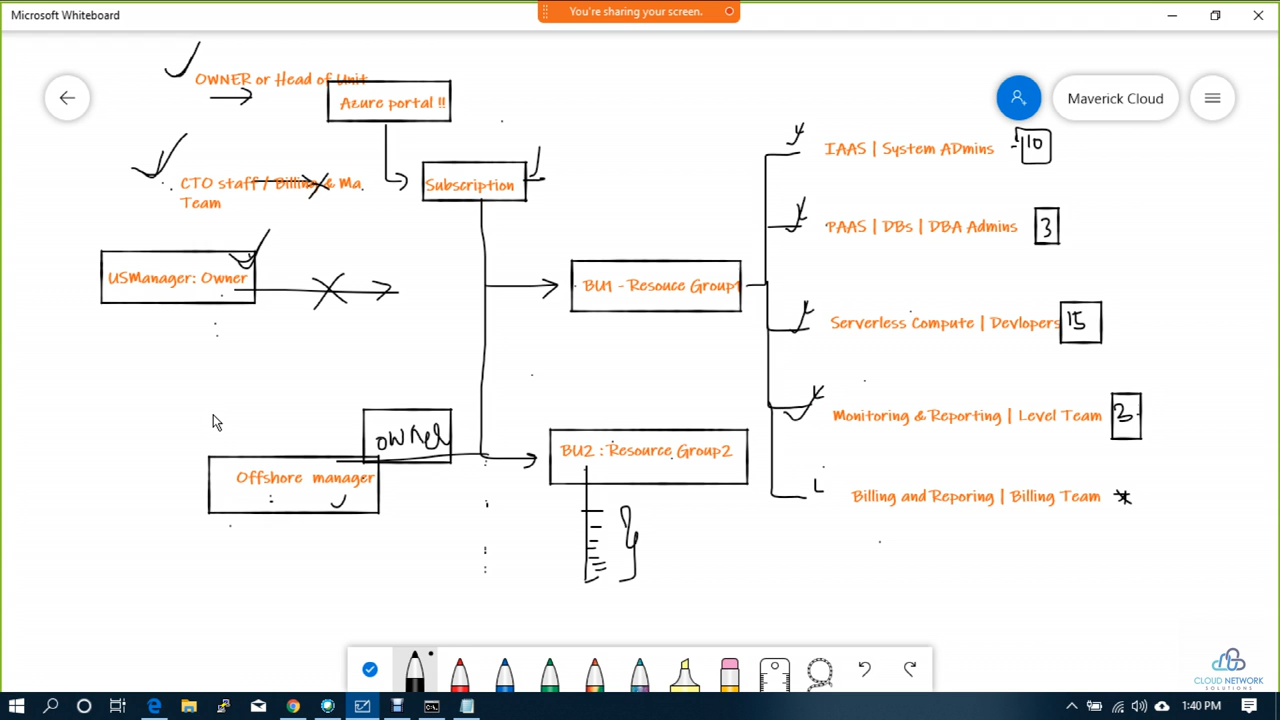 Microsoft Whiteboard
You're sharing your screen.
OWNER or Head of Unit
Azure portal !!
Maverick Cloud
IAAS | System ADmins
10
CTO staff / Billing & Ma
Team
Subscription
PAAS | DBs | DBA Admins
3
USManager: Owner
BU1 - Resouce Group1
Serverless Compute | Devlopers
15
Monitoring & Reporting | Level Team
owner
BU2 : Resource Group2
Offshore manager
Billing and Reporing | Billing Team
CLOUD NETWORK
SOLUTIONS
1:40 PM